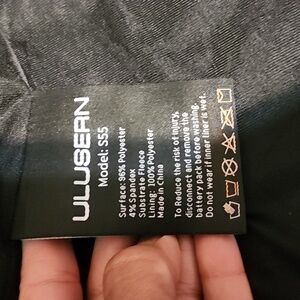 ULUSERN
Model: S55
Surface: 96% Polyester
4% Spandex
Substrate Fleece
Lining: 100% Polyester
Made in China
To Reduce the risk of injury,
disconnect and remove the
battery pack before washing.
Do not wear if inner liner is wet.